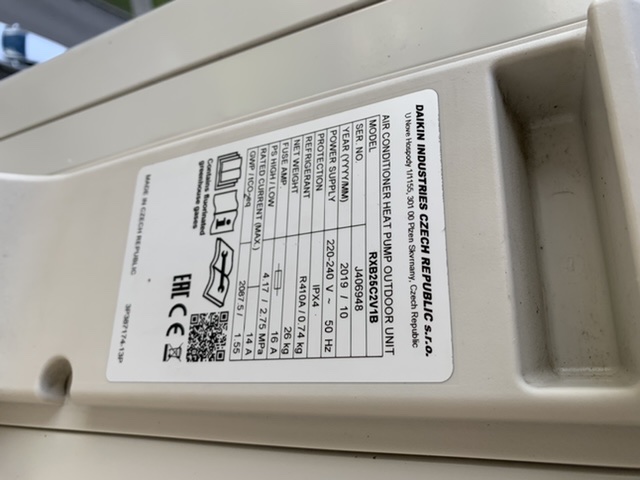 DAIKIN INDUSTRIES CZECH REPUBLIC s.r.o.
U Nové Hospody 1/1155, 301 00 Plzen Skvrnany, Czech Republic
AIR CONDITIONER HEAT PUMP OUTDOOR UNIT
MODEL RXB25C2V1B
SER. NO. J406948
YEAR (YYYY/MM) 2019 / 10
POWER SUPPLY 220-240 V ~ 50 Hz
PROTECTION IPX4
REFRIGERANT R410A / 0.74 kg
NET WEIGHT 26 kg
FUSE AMP. 16 A
PS HIGH / LOW 4.17 / 2.75 MPa
RATED CURRENT (MAX.) 14 A
GWP / tCO₂eq 2087.5 / 1.55
Contains fluorinated
greenhouse gases
EAC CE
MADE IN CZECH REPUBLIC 3P387174-13P